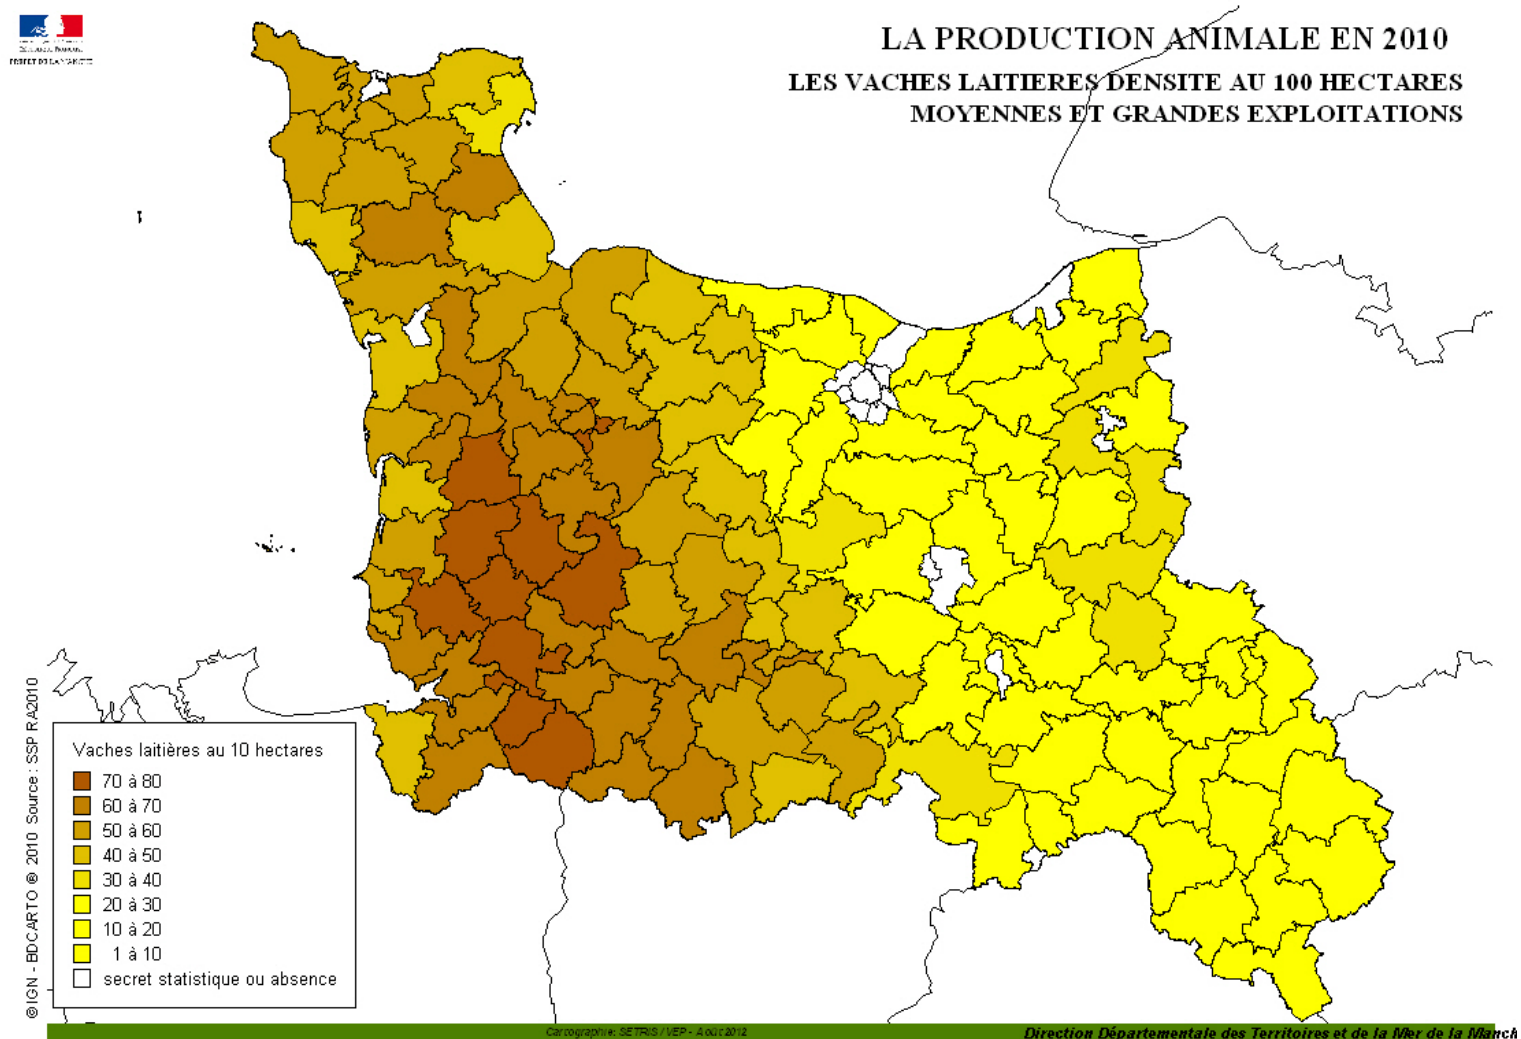 LA PRODUCTION ANIMALE EN 2010
LES VACHES LAITIERES DENSITE AU 100 HECTARES
MOYENNES ET GRANDES EXPLOITATIONS
Vaches laitières au 10 hectares
70 à 80
60 à 70
50 à 60
40 à 50
30 à 40
20 à 30
10 à 20
1 à 10
secret statistique ou absence
©IGN - BDCARTO ® 2010 Source : SSP RA2010
Cartographie: SETRIS / VEP - Août 2012
Direction Départementale des Territoires et de la Mer de la Manch